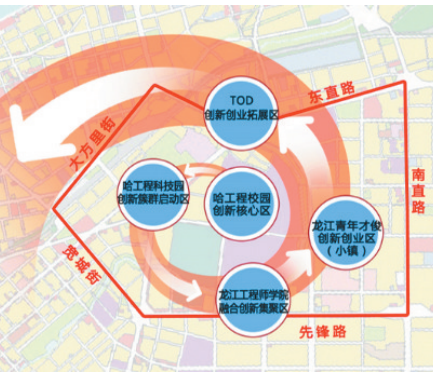 TOD
创新创业拓展区
东直路
大方里街
南直路
哈工程科技园
创新簇群启动区
哈工程校园
创新核心区
龙江青年才俊
创新创业区
（小镇）
宽城街
龙江工程师学院
融合创新集聚区
先锋路